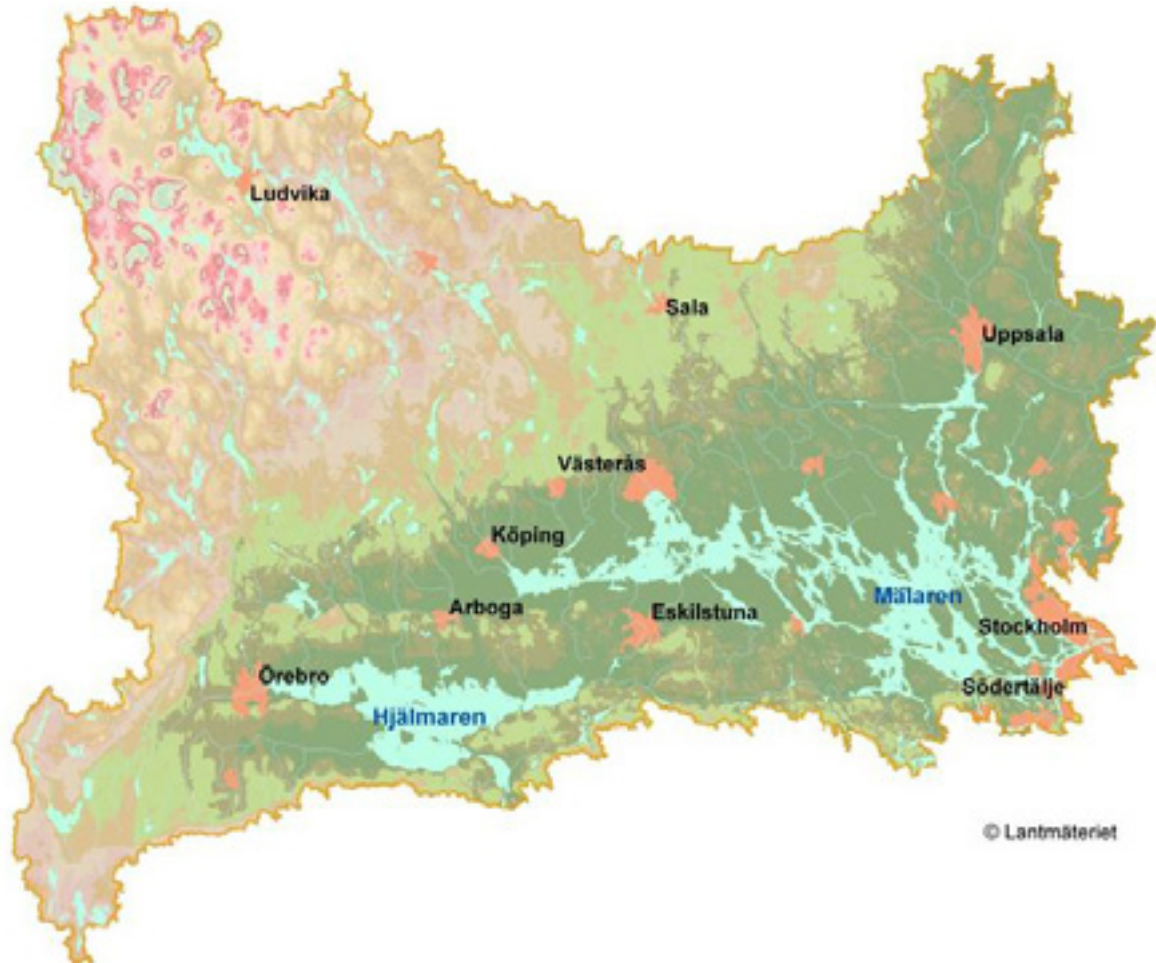 Ludvika
Sala
Uppsala
Västerås
Köping
Mälaren
Arboga
Eskilstuna
Stockholm
Örebro
Södertälje
Hjälmaren
© Lantmäteriet